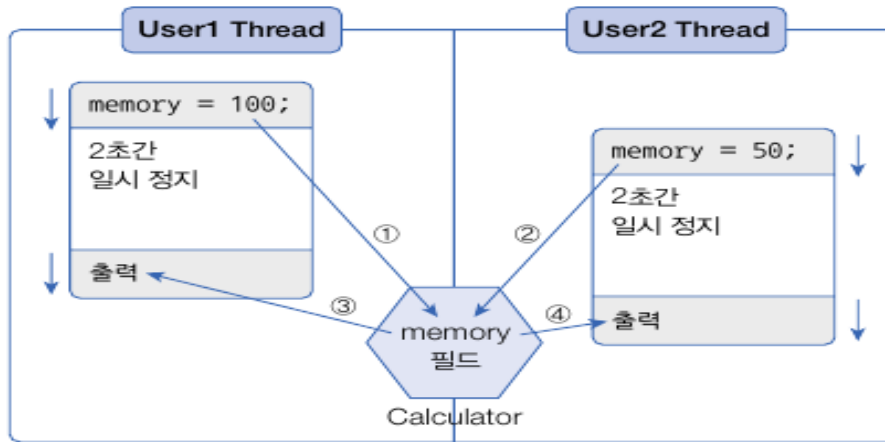 User1 Thread
User2 Thread
memory = 100;
2초간
일시 정지
출력
memory = 50;
2초간
일시 정지
출력
①
②
③
④
memory
필드
Calculator